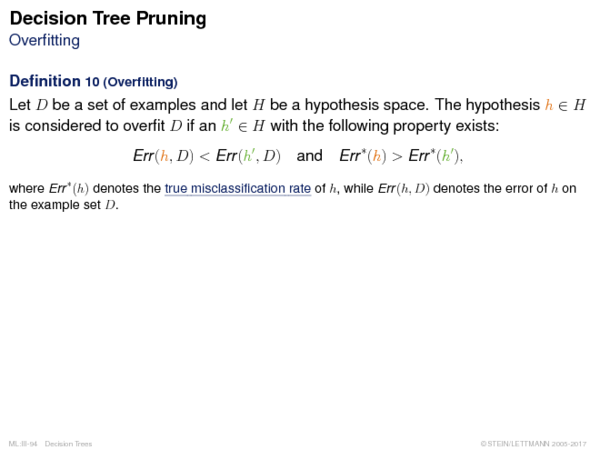 Decision Tree Pruning
Overfitting
Definition 10 (Overfitting)
Let D be a set of examples and let H be a hypothesis space. The hypothesis h ∈ H
is considered to overfit D if an h′ ∈ H with the following property exists:
Err(h, D) < Err(h′, D) and Err*(h) > Err*(h′),
where Err*(h) denotes the true misclassification rate of h, while Err(h, D) denotes the error of h on
the example set D.
ML:III-94 Decision Trees © STEIN/LETTMANN 2005-2017